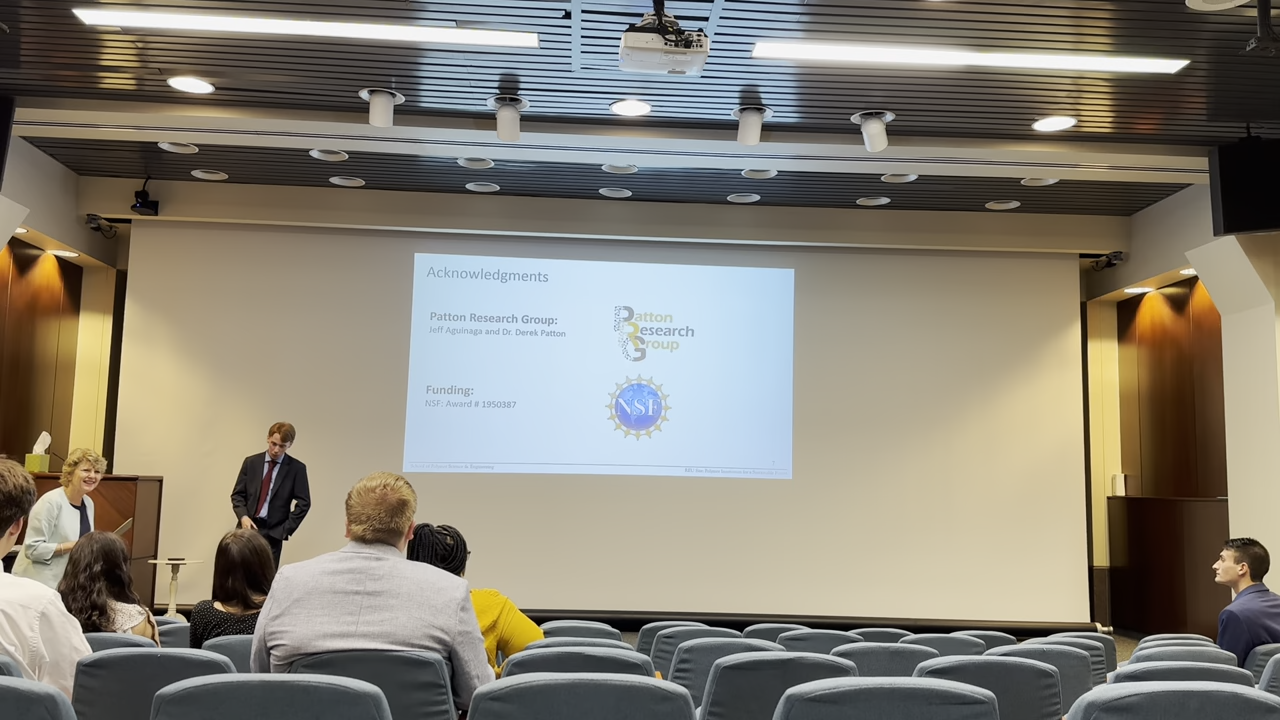 Acknowledgments
Patton Research Group:
Jeff Aguinaga and Dr. Derek Patton
Patton
Research
Group
Funding:
NSF: Award # 1950387
NSF